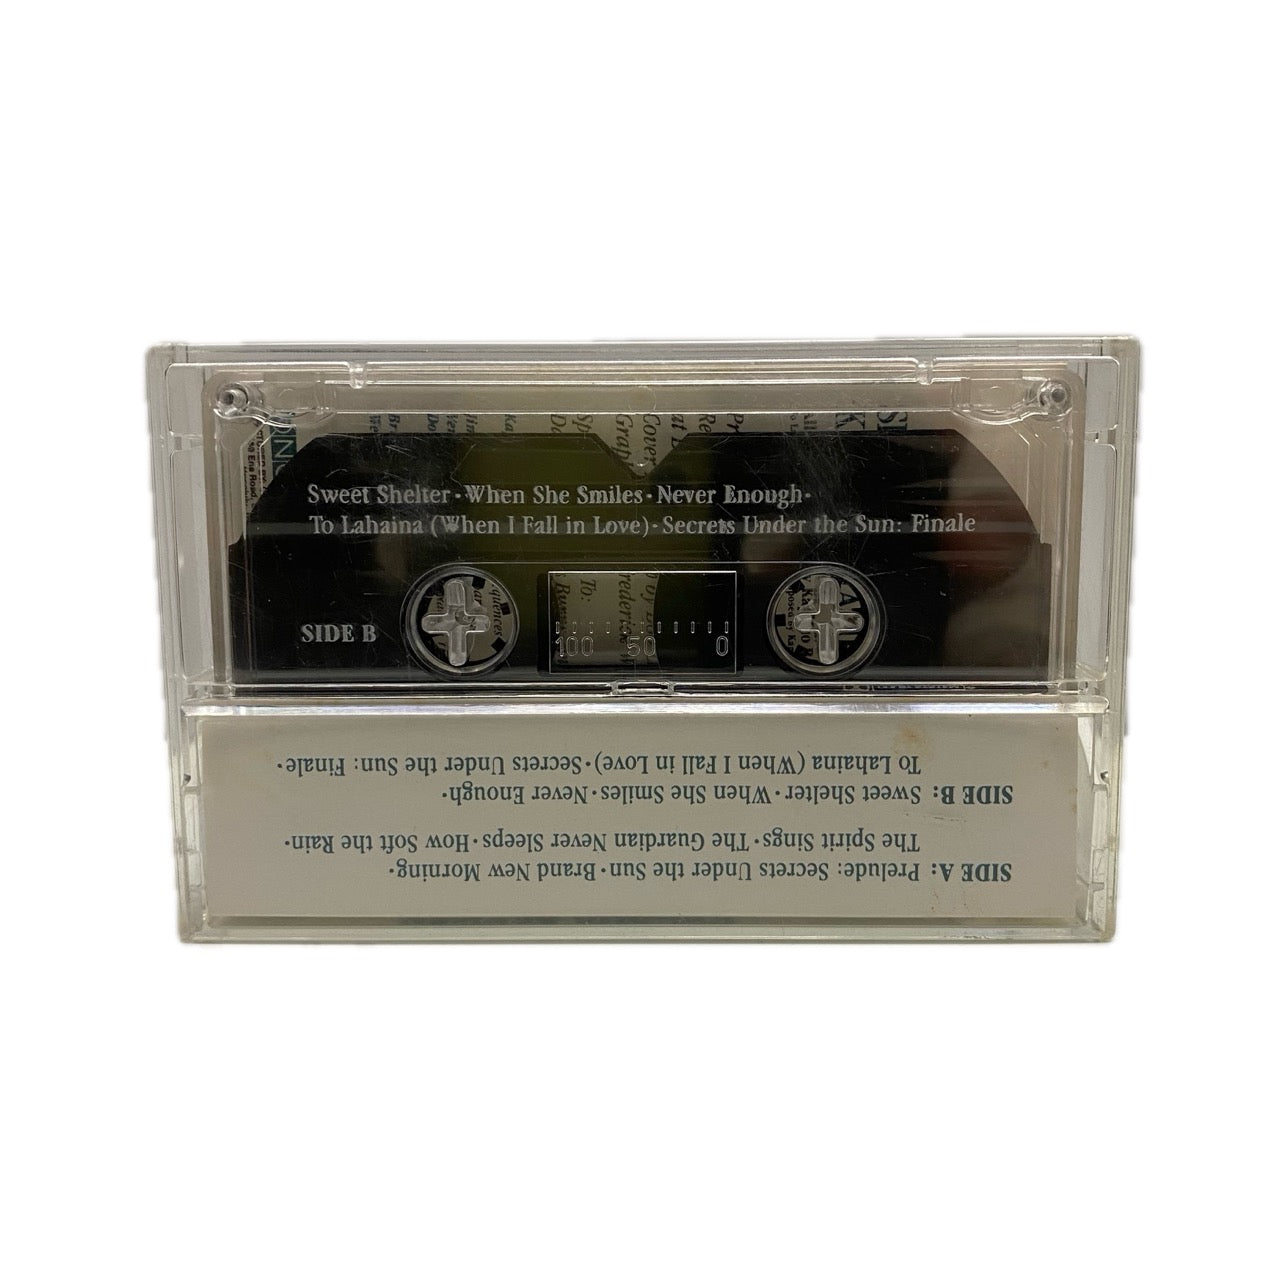 Sweet Shelter · When She Smiles · Never Enough ·
To Lahaina (When I Fall in Love) · Secrets Under the Sun: Finale
SIDE B
100 50 0
SIDE A: Prelude: Secrets Under the Sun · Brand New Morning ·
The Spirit Sings · The Guardian Never Sleeps · How Soft the Rain ·
SIDE B: Sweet Shelter · When She Smiles · Never Enough ·
To Lahaina (When I Fall in Love) · Secrets Under the Sun: Finale ·